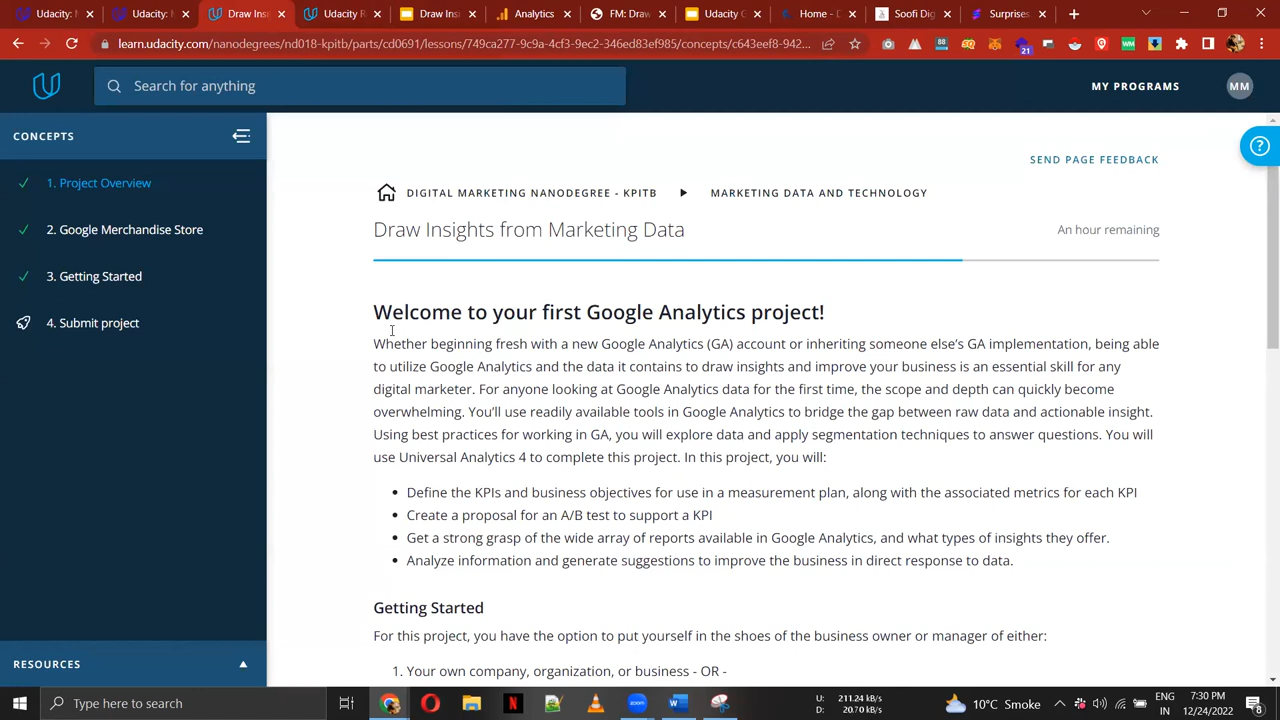 Udacity: M
Udacity: M
Draw Insi
Udacity Re
Draw Insi
Analytics
FM: Draw
Udacity C
Home - D
Soofi Dig
Surprises
learn.udacity.com/nanodegrees/nd018-kpitb/parts/cd0691/lessons/749ca277-9c9a-4cf3-9ec2-346ed83ef985/concepts/c643eef8-942...
88
21
WM
Search for anything
MY PROGRAMS
MM
CONCEPTS
1. Project Overview
2. Google Merchandise Store
3. Getting Started
4. Submit project
RESOURCES
SEND PAGE FEEDBACK
DIGITAL MARKETING NANODEGREE - KPITB
MARKETING DATA AND TECHNOLOGY
Draw Insights from Marketing Data
An hour remaining
Welcome to your first Google Analytics project!
Whether beginning fresh with a new Google Analytics (GA) account or inheriting someone else's GA implementation, being able
to utilize Google Analytics and the data it contains to draw insights and improve your business is an essential skill for any
digital marketer. For anyone looking at Google Analytics data for the first time, the scope and depth can quickly become
overwhelming. You'll use readily available tools in Google Analytics to bridge the gap between raw data and actionable insight.
Using best practices for working in GA, you will explore data and apply segmentation techniques to answer questions. You will
use Universal Analytics 4 to complete this project. In this project, you will:
• Define the KPIs and business objectives for use in a measurement plan, along with the associated metrics for each KPI
• Create a proposal for an A/B test to support a KPI
• Get a strong grasp of the wide array of reports available in Google Analytics, and what types of insights they offer.
• Analyze information and generate suggestions to improve the business in direct response to data.
Getting Started
For this project, you have the option to put yourself in the shoes of the business owner or manager of either:
1. Your own company, organization, or business - OR -
Type here to search
zoom
U: 211.24 kB/s
D: 20.70 kB/s
10°C Smoke
ENG
IN
7:30 PM
12/24/2022
8